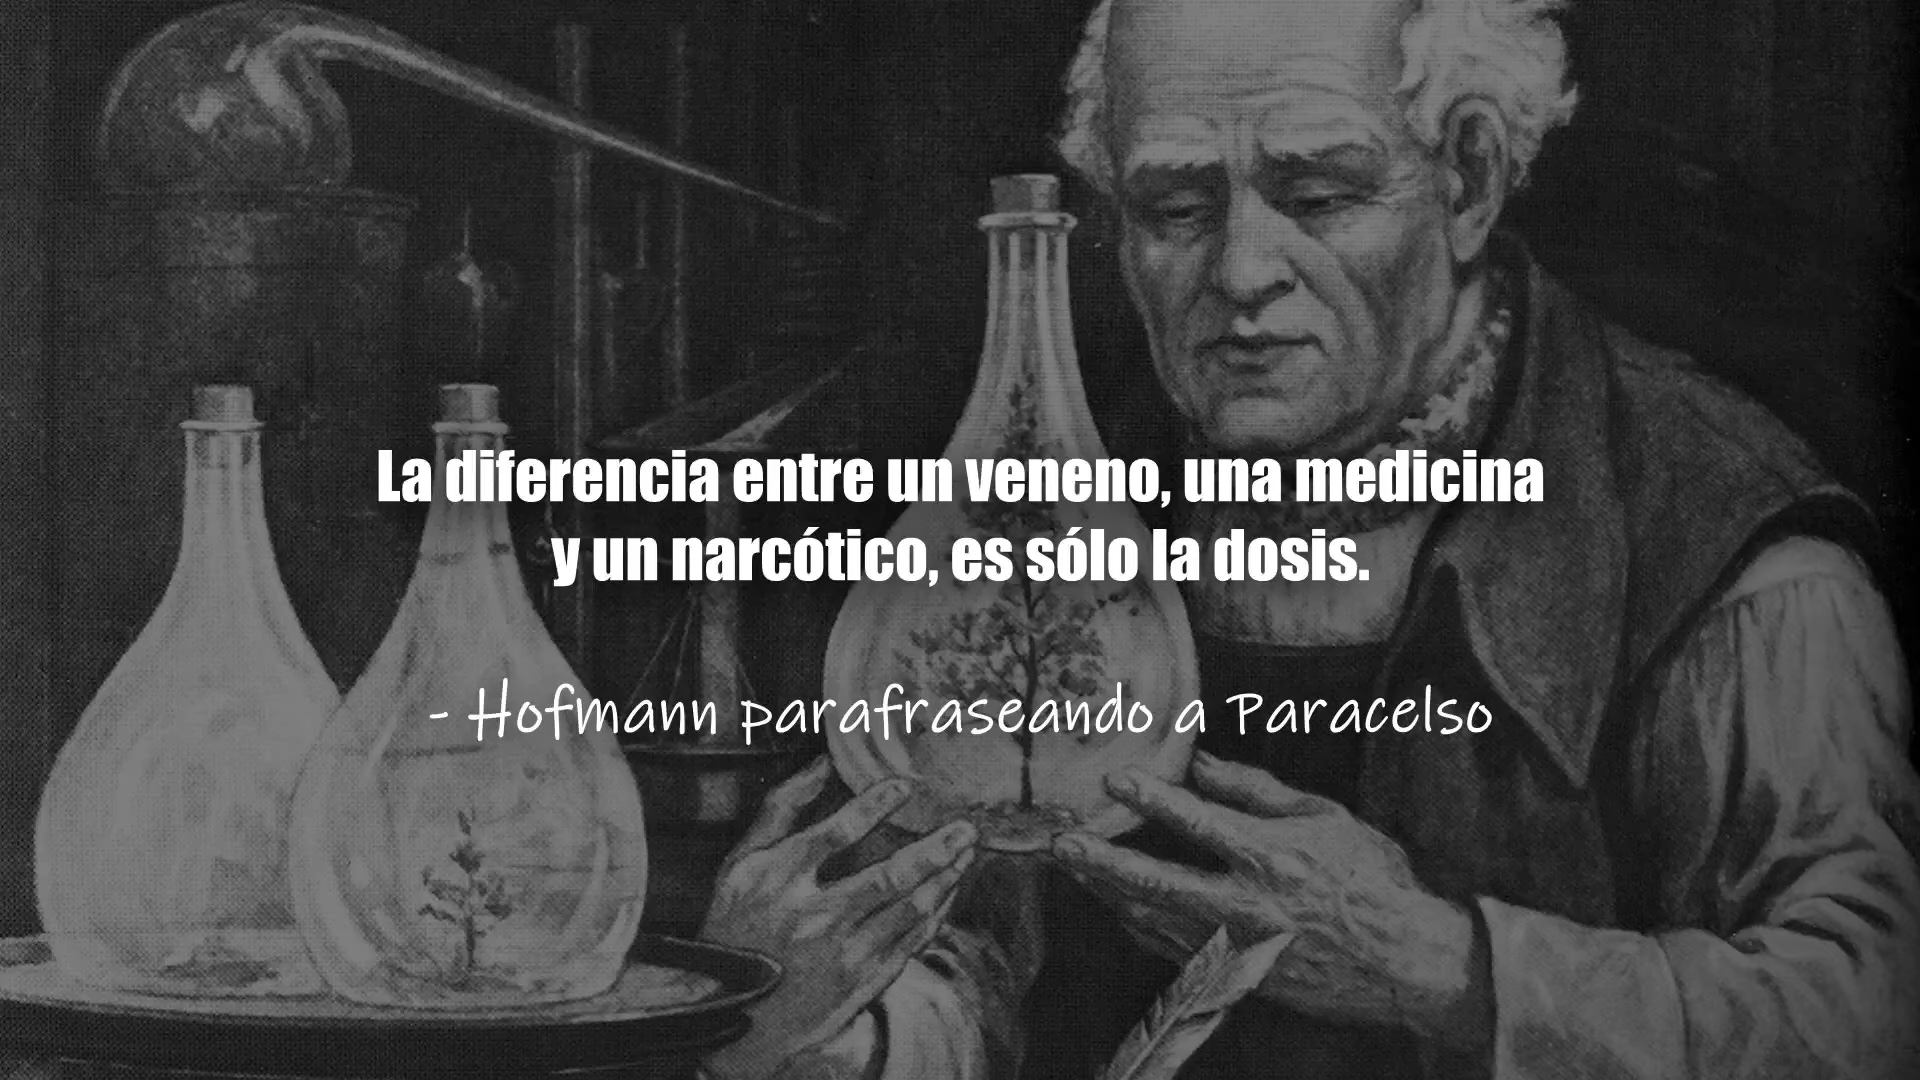 La diferencia entre un veneno, una medicina
y un narcótico, es sólo la dosis.
- Hofmann parafraseando a Paracelso